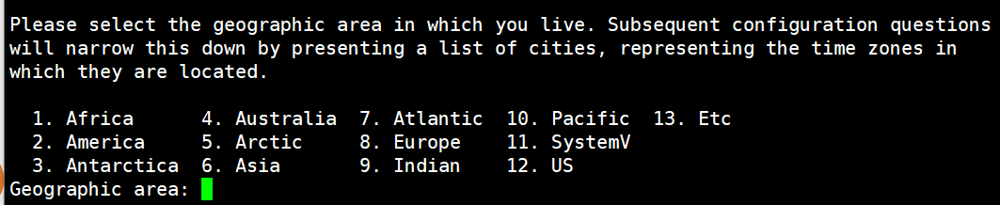 Please select the geographic area in which you live. Subsequent configuration questions
will narrow this down by presenting a list of cities, representing the time zones in
which they are located.

  1. Africa      4. Australia  7. Atlantic  10. Pacific  13. Etc
  2. America     5. Arctic     8. Europe    11. SystemV
  3. Antarctica  6. Asia       9. Indian    12. US
Geographic area: